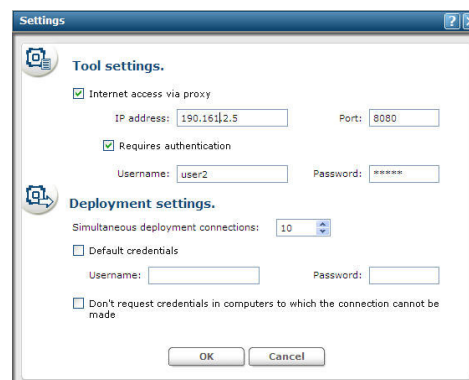 Settings
?
Tool settings.
Internet access via proxy
IP address: 190.161.2.5 Port: 8080
Requires authentication
Username: user2 Password: *****
Deployment settings.
Simultaneous deployment connections: 10
Default credentials
Username: Password:
Don't request credentials in computers to which the connection cannot be
made
OK Cancel